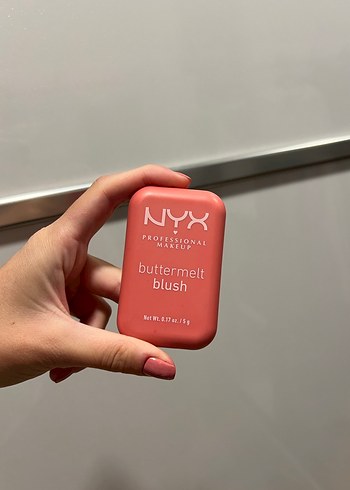 NYX
PROFESSIONAL
MAKEUP
buttermelt
blush
Net Wt. 0.17 oz. / 5 g